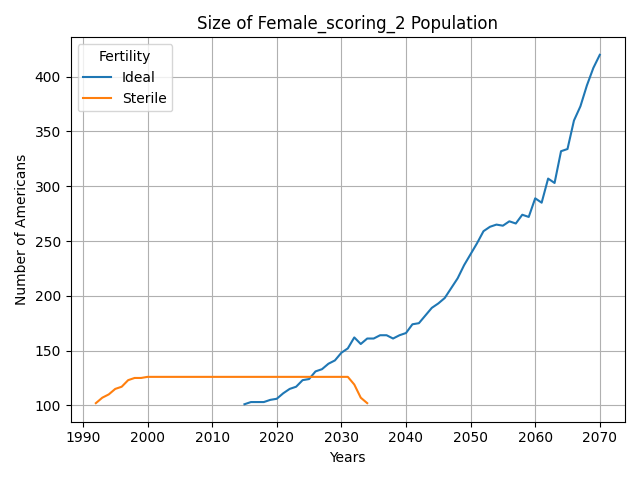 Size of Female_scoring_2 Population
Fertility
Ideal
Sterile
Number of Americans
400
350
300
250
200
150
100
1990 2000 2010 2020 2030 2040 2050 2060 2070
Years